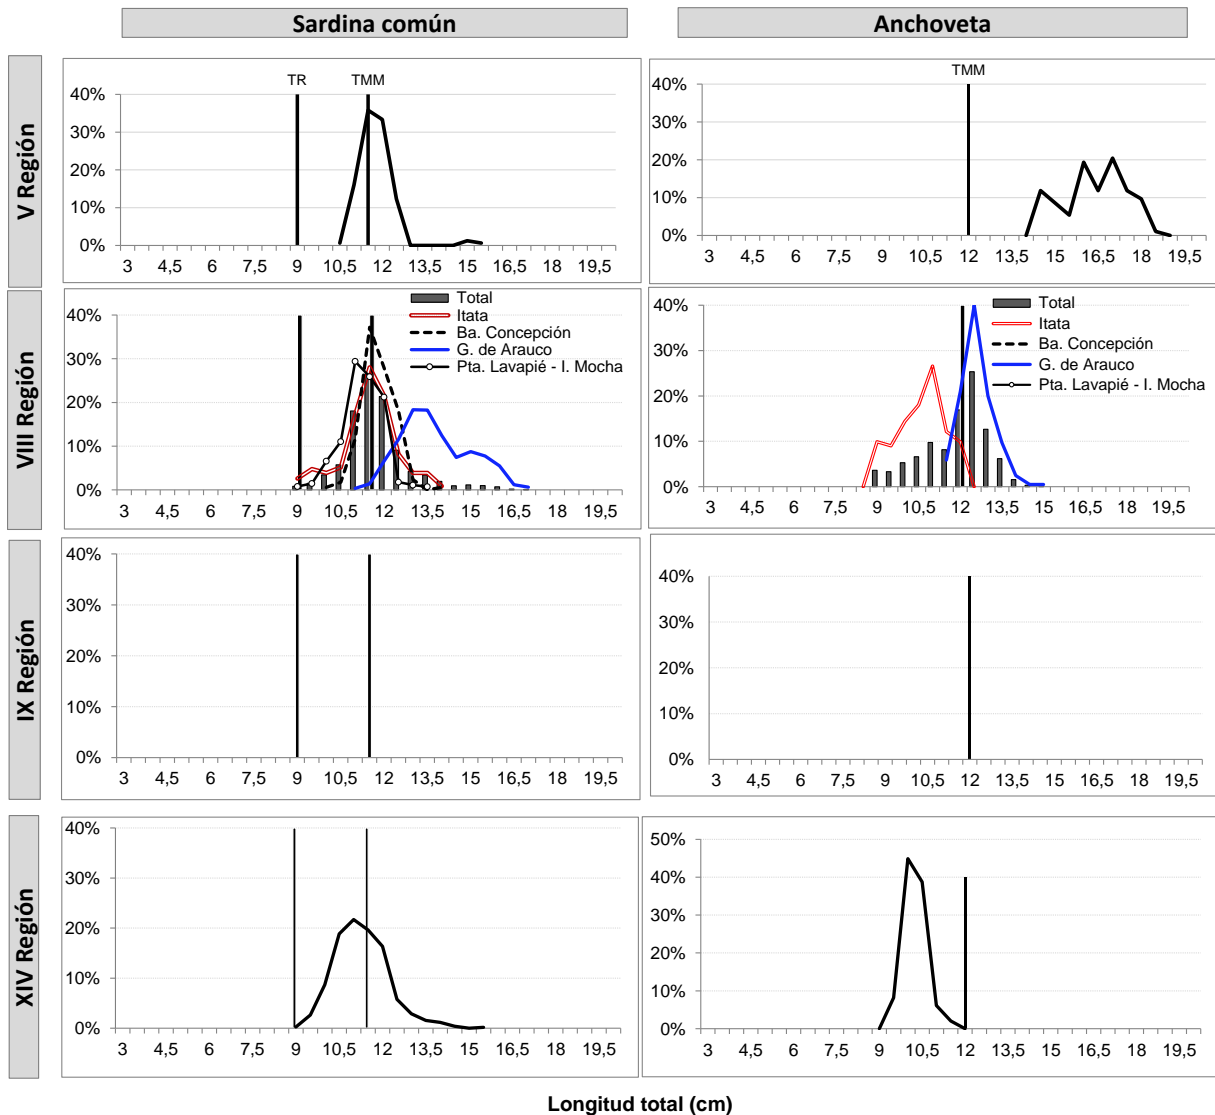 Sardina común
Anchoveta
V Región
TR TMM
40%
30%
20%
10%
0%
3 4,5 6 7,5 9 10,5 12 13,5 15 16,5 18 19,5
TMM
40%
30%
20%
10%
0%
3 4,5 6 7,5 9 10,5 12 13,5 15 16,5 18 19,5
VIII Región
Total
Itata
Ba. Concepción
G. de Arauco
Pta. Lavapié - I. Mocha
40%
30%
20%
10%
0%
3 4,5 6 7,5 9 10,5 12 13,5 15 16,5 18 19,5
Total
Itata
Ba. Concepción
G. de Arauco
Pta. Lavapié - I. Mocha
40%
30%
20%
10%
0%
3 4,5 6 7,5 9 10,5 12 13,5 15 16,5 18 19,5
IX Región
40%
30%
20%
10%
0%
3 4,5 6 7,5 9 10,5 12 13,5 15 16,5 18 19,5
40%
30%
20%
10%
0%
3 4,5 6 7,5 9 10,5 12 13,5 15 16,5 18 19,5
XIV Región
40%
30%
20%
10%
0%
3 4,5 6 7,5 9 10,5 12 13,5 15 16,5 18 19,5
50%
40%
30%
20%
10%
0%
3 4,5 6 7,5 9 10,5 12 13,5 15 16,5 18 19,5
Longitud total (cm)